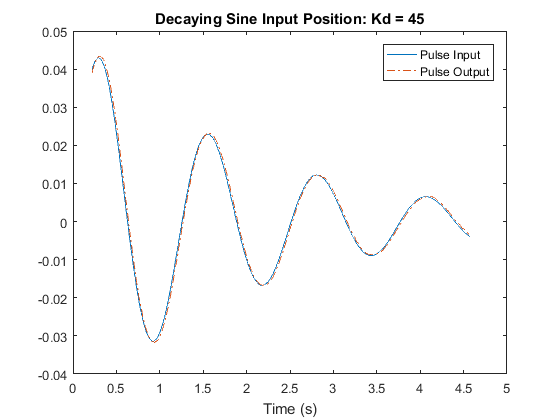 Decaying Sine Input Position: Kd = 45
Pulse Input
Pulse Output
0.05
0.04
0.03
0.02
0.01
0
-0.01
-0.02
-0.03
-0.04
0 0.5 1 1.5 2 2.5 3 3.5 4 4.5 5
Time (s)